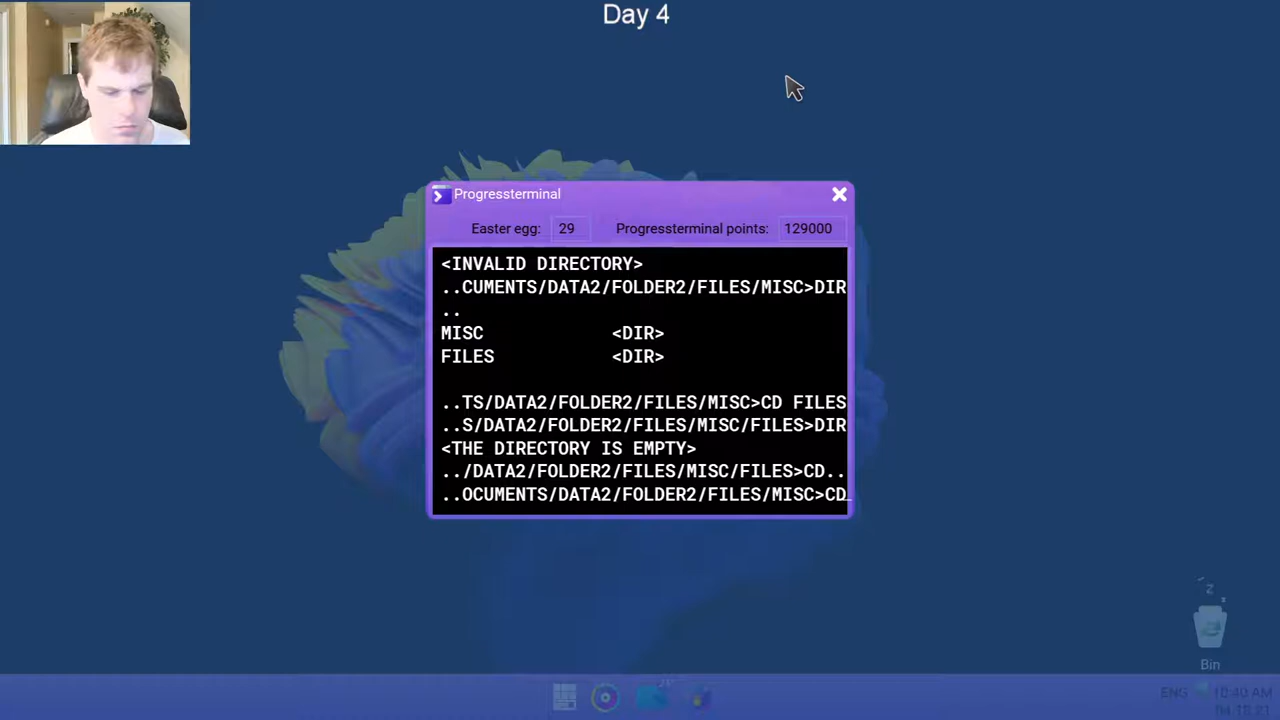 Day 4
Progressterminal
Easter egg: 29 Progressterminal points: 129000
<INVALID DIRECTORY>
..CUMENTS/DATA2/FOLDER2/FILES/MISC>DIR
..
MISC <DIR>
FILES <DIR>
..TS/DATA2/FOLDER2/FILES/MISC>CD FILES
..S/DATA2/FOLDER2/FILES/MISC/FILES>DIR
<THE DIRECTORY IS EMPTY>
../DATA2/FOLDER2/FILES/MISC/FILES>CD..
..OCUMENTS/DATA2/FOLDER2/FILES/MISC>CD_
Bin
ENG 10:40 AM